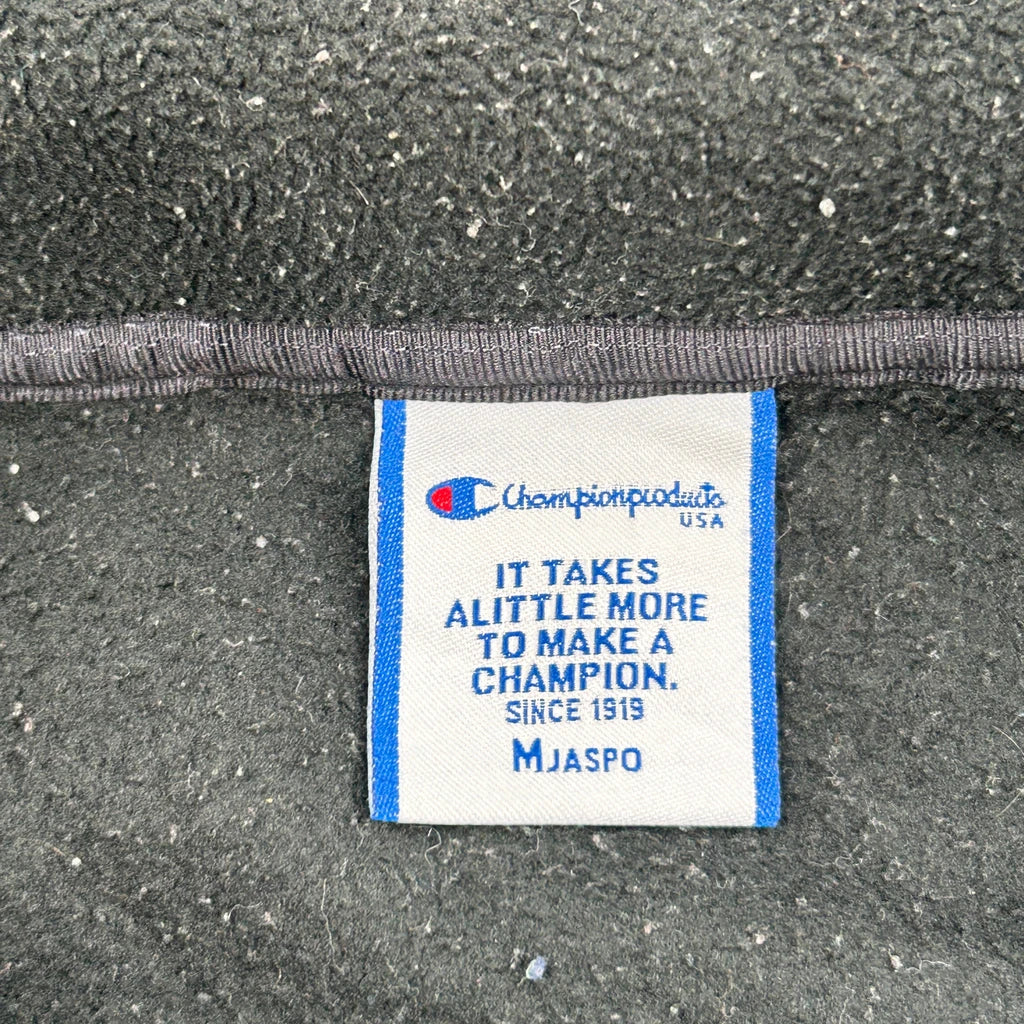 Championproducts
USA
IT TAKES
ALITTLE MORE
TO MAKE A
CHAMPION.
SINCE 1919
MJASPO